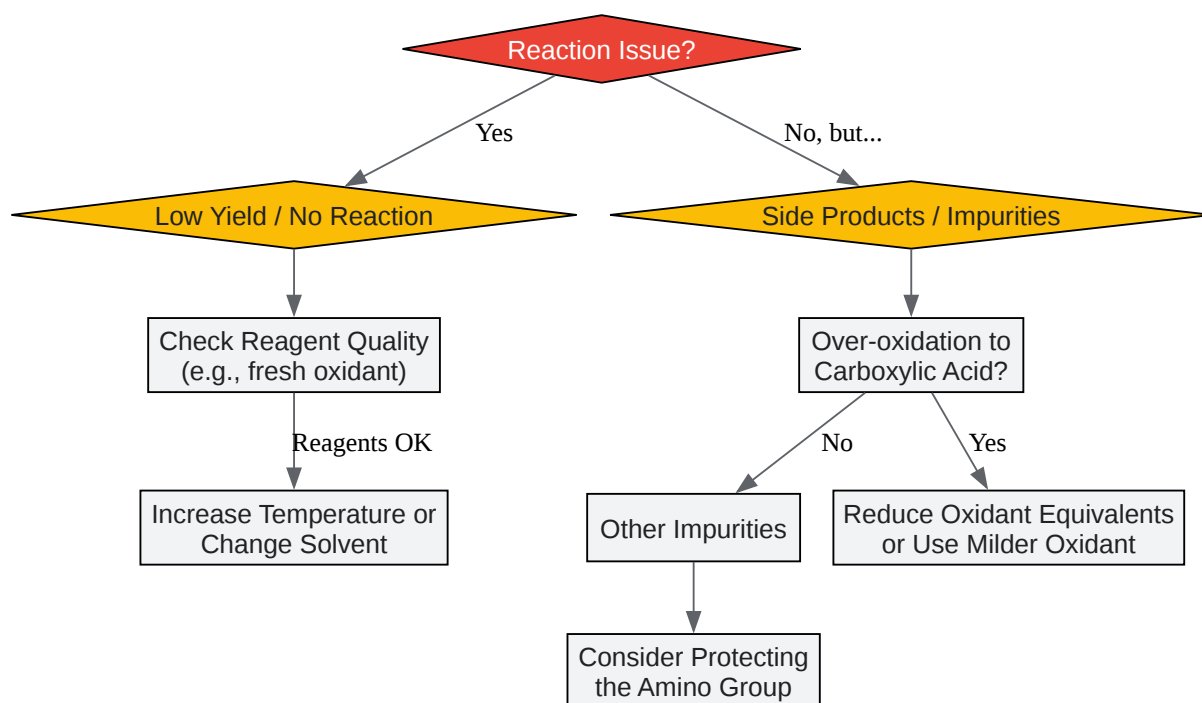 Reaction Issue?
Yes
No, but...
Low Yield / No Reaction
Side Products / Impurities
Check Reagent Quality
(e.g., fresh oxidant)
Over-oxidation to
Carboxylic Acid?
Reagents OK
No
Yes
Increase Temperature or
Change Solvent
Other Impurities
Reduce Oxidant Equivalents
or Use Milder Oxidant
Consider Protecting
the Amino Group